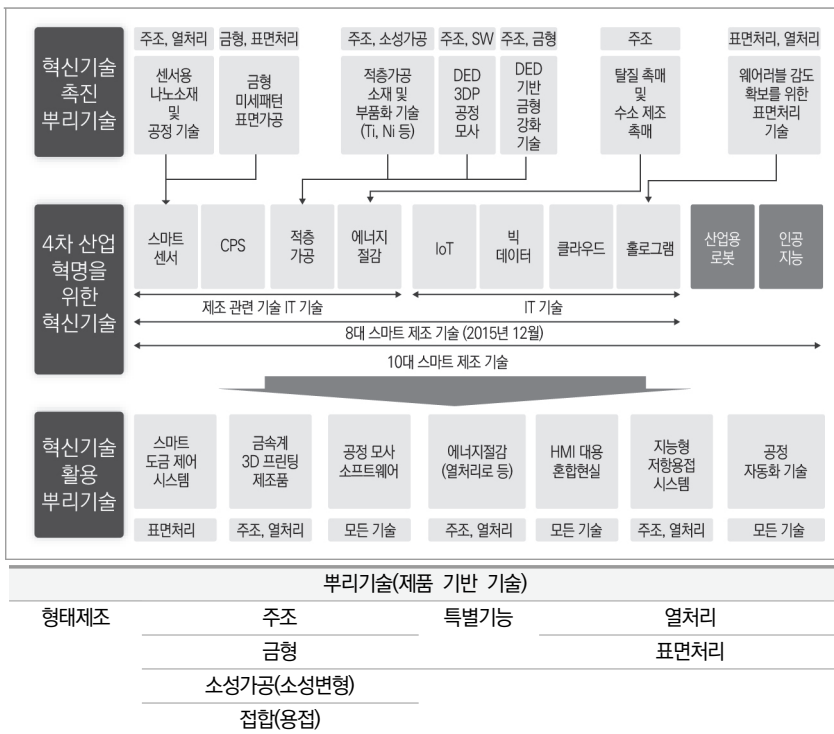 혁신기술
촉진
뿌리기술
주조, 열처리
센서용
나노소재
및
공정 기술
금형, 표면처리
금형
미세패턴
표면가공
주조, 소성가공
적층가공
소재 및
부품화 기술
(Ti, Ni 등)
주조, SW
DED
3DP
공정
모사
주조, 금형
DED
기반
금형
강화
기술
주조
탈질 촉매
및
수소 제조
촉매
표면처리, 열처리
웨어러블 감도
확보를 위한
표면처리
기술
4차 산업
혁명을
위한
혁신기술
스마트
센서
CPS
적층
가공
에너지
절감
IoT
빅
데이터
클라우드
홀로그램
산업용
로봇
인공
지능
제조 관련 기술 IT 기술
IT 기술
8대 스마트 제조 기술 (2015년 12월)
10대 스마트 제조 기술
혁신기술
활용
뿌리기술
스마트
도금 제어
시스템
표면처리
금속계
3D 프린팅
제조품
주조, 열처리
공정 모사
소프트웨어
모든 기술
에너지절감
(열처리로 등)
주조, 열처리
HMI 대용
혼합현실
모든 기술
지능형
저항용접
시스템
주조, 열처리
공정
자동화 기술
모든 기술
뿌리기술(제품 기반 기술)
형태제조 주조 특별기능 열처리
금형 표면처리
소성가공(소성변형)
접합(용접)